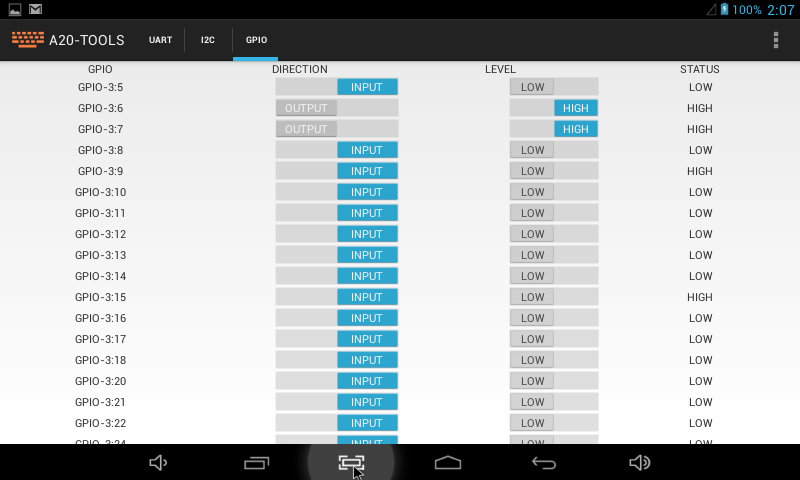 100% 2:07
A20-TOOLS UART I2C GPIO
GPIO DIRECTION LEVEL STATUS
GPIO-3:5 INPUT LOW LOW
GPIO-3:6 OUTPUT HIGH HIGH
GPIO-3:7 OUTPUT HIGH HIGH
GPIO-3:8 INPUT LOW LOW
GPIO-3:9 INPUT LOW HIGH
GPIO-3:10 INPUT LOW LOW
GPIO-3:11 INPUT LOW LOW
GPIO-3:12 INPUT LOW LOW
GPIO-3:13 INPUT LOW LOW
GPIO-3:14 INPUT LOW LOW
GPIO-3:15 INPUT LOW HIGH
GPIO-3:16 INPUT LOW LOW
GPIO-3:17 INPUT LOW LOW
GPIO-3:18 INPUT LOW LOW
GPIO-3:20 INPUT LOW LOW
GPIO-3:21 INPUT LOW LOW
GPIO-3:22 INPUT LOW LOW
GPIO-3:24 INPUT LOW LOW